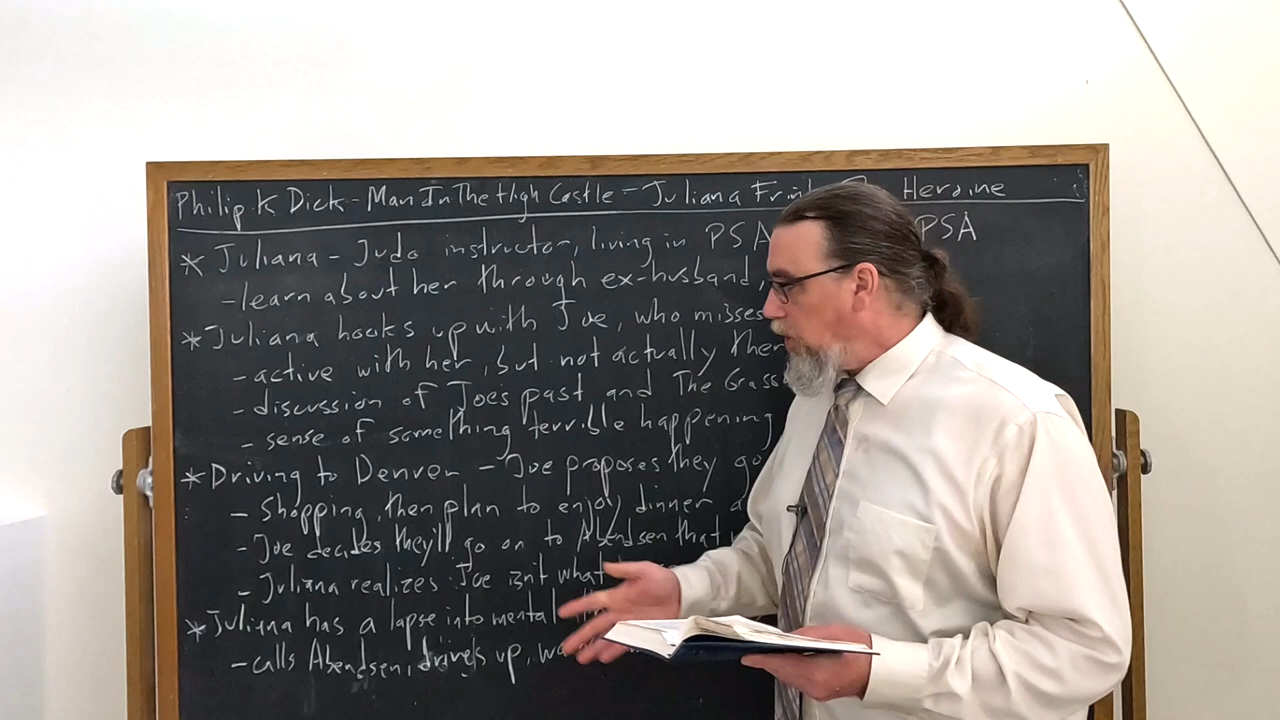 Philip K Dick - Man In The High Castle - Juliana Frink Heroine
* Juliana - Judo instructor, living in PSA PSA
- learn about her through ex-husband,
* Juliana hooks up with Joe, who misses
- active with her, but not actually
- discussion of Joe's past and The Grass
- sense of something terrible happening
* Driving to Denver - Joe proposes they go
- shopping, then plan to enjoy dinner
- Joe decides they'll go on to Abendsen that
- Juliana realizes Joe isn't what
* Juliana has a lapse into mental
- calls Abendsen, drives up,